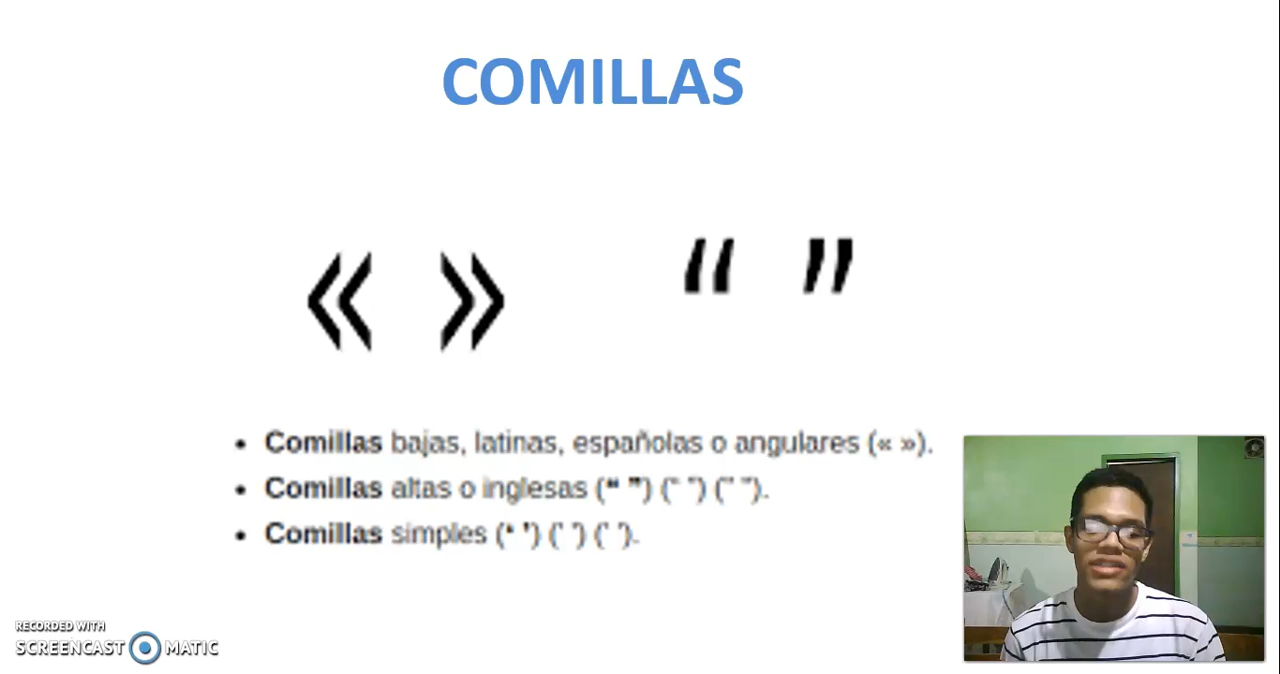 COMILLAS
« » “ ”
• Comillas bajas, latinas, españolas o angulares (« »).
• Comillas altas o inglesas (“ ”) (" ") (" ").
• Comillas simples (‘ ’) (' ') (' ').
RECORDED WITH
SCREENCAST MATIC